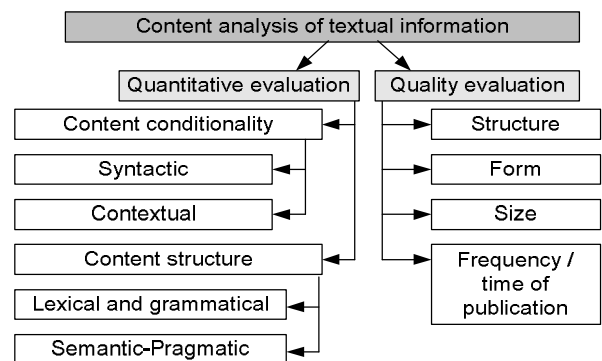 Content analysis of textual information
Quantitative evaluation
Quality evaluation
Content conditionality
Syntactic
Contextual
Content structure
Lexical and grammatical
Semantic-Pragmatic
Structure
Form
Size
Frequency /
time of
publication